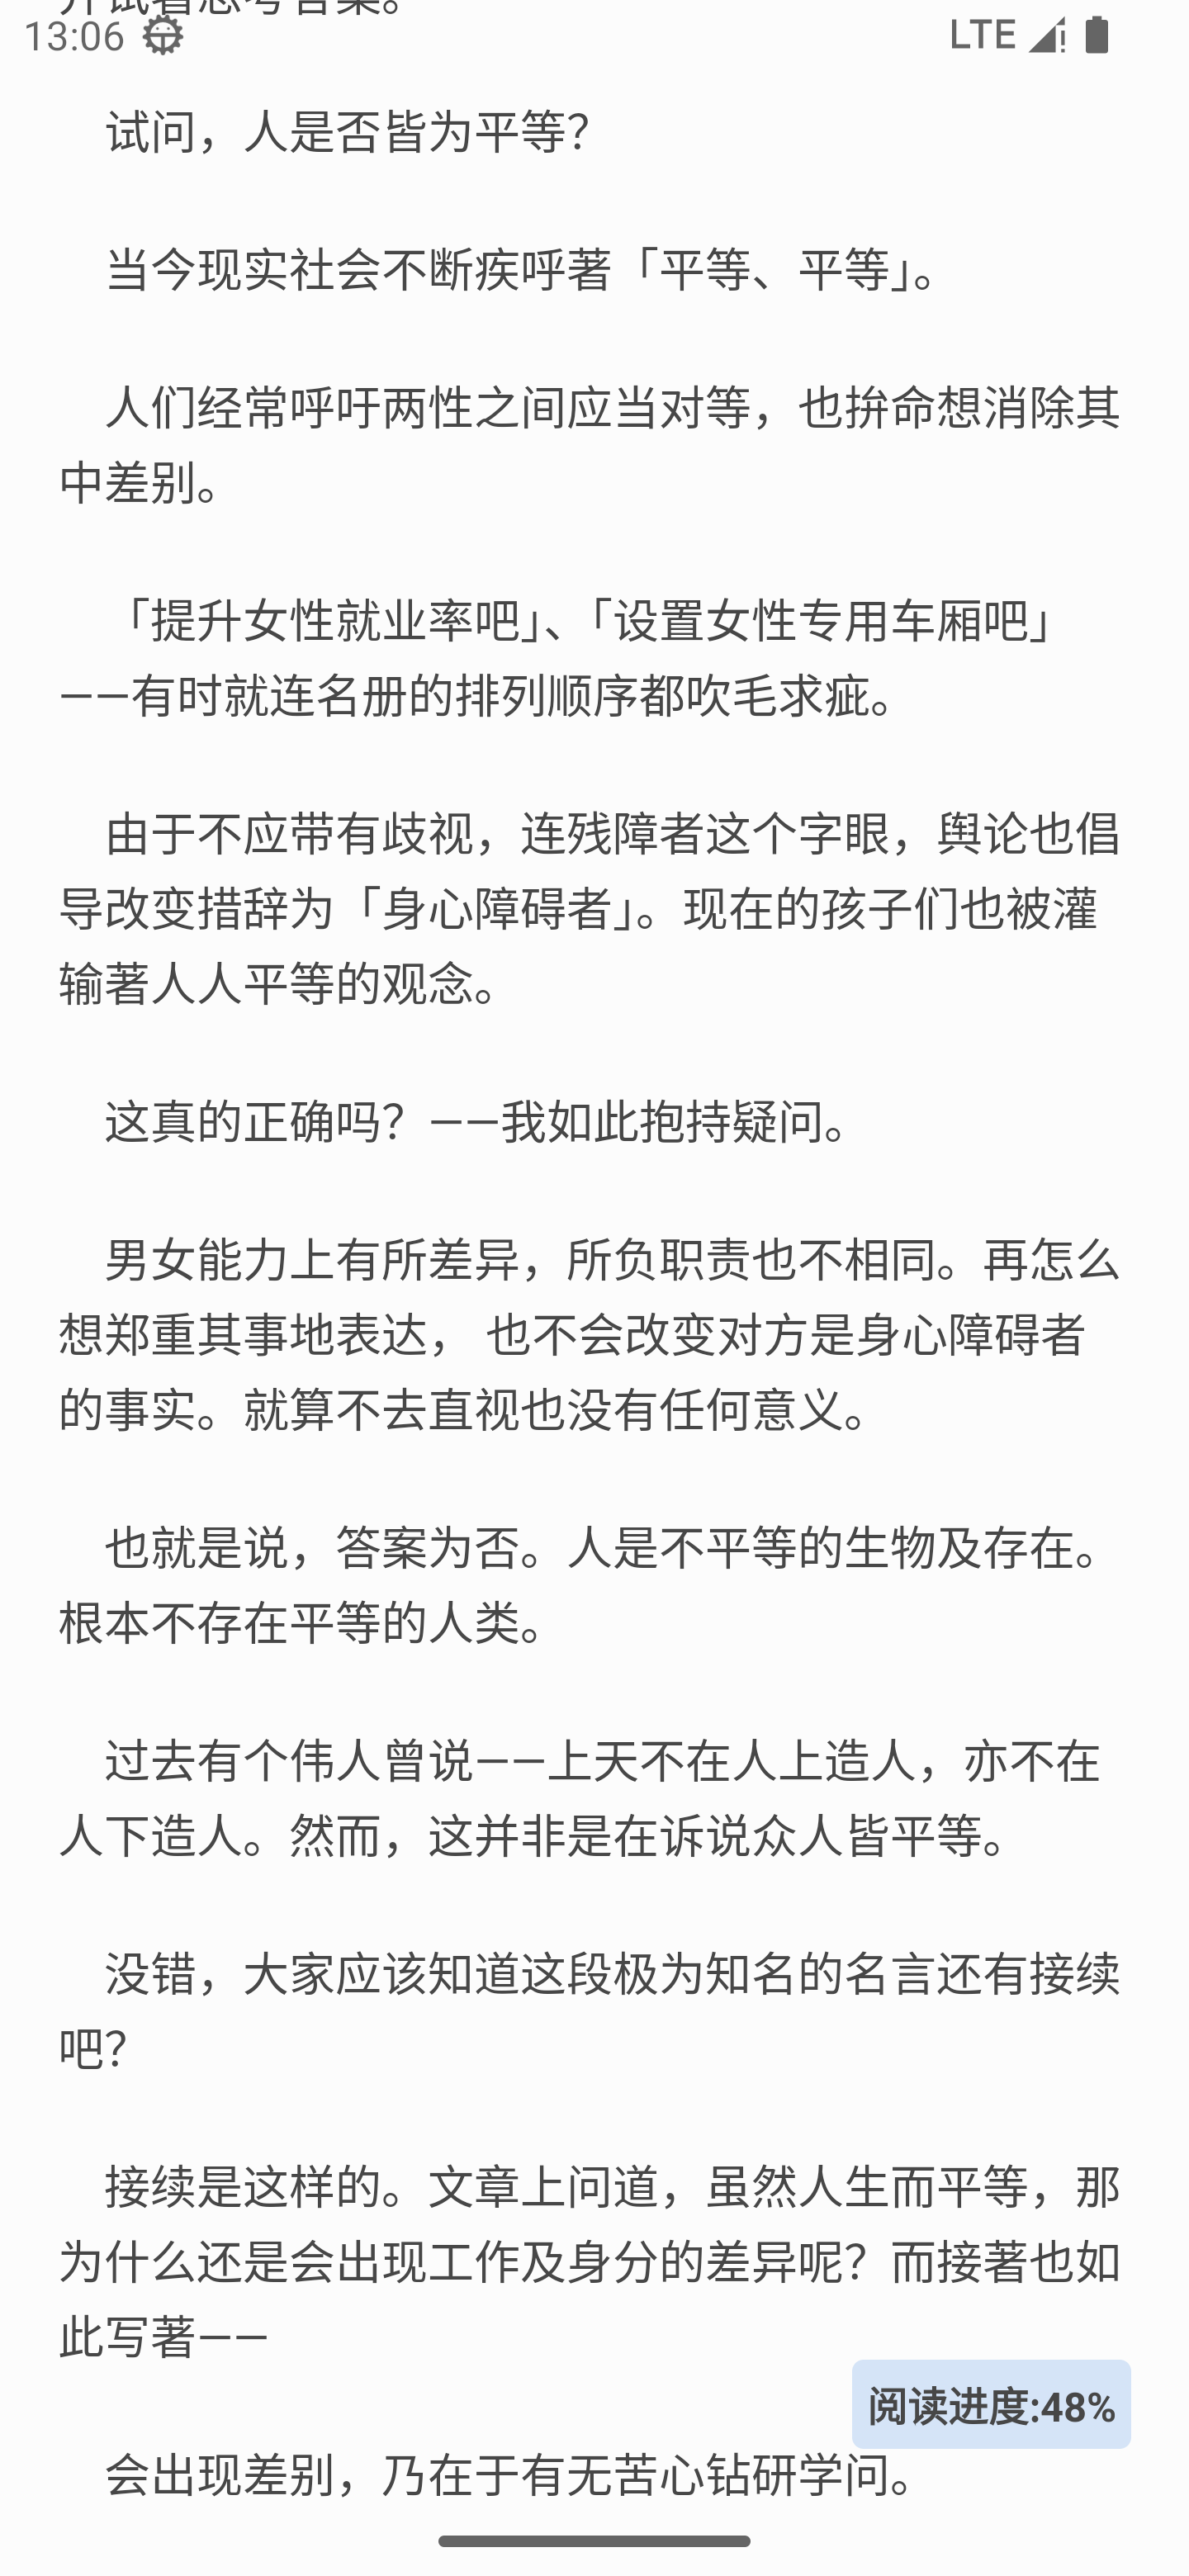 13:06
LTE
试问，人是否皆为平等？
当今现实社会不断疾呼著「平等、平等」。
人们经常呼吁两性之间应当对等，也拚命想消除其
中差别。
「提升女性就业率吧」、「设置女性专用车厢吧」
——有时就连名册的排列顺序都吹毛求疵。
由于不应带有歧视，连残障者这个字眼，舆论也倡
导改变措辞为「身心障碍者」。现在的孩子们也被灌
输著人人平等的观念。
这真的正确吗？——我如此抱持疑问。
男女能力上有所差异，所负职责也不相同。再怎么
想郑重其事地表达， 也不会改变对方是身心障碍者
的事实。就算不去直视也没有任何意义。
也就是说，答案为否。人是不平等的生物及存在。
根本不存在平等的人类。
过去有个伟人曾说——上天不在人上造人，亦不在
人下造人。然而，这并非是在诉说众人皆平等。
没错，大家应该知道这段极为知名的名言还有接续
吧？
接续是这样的。文章上问道，虽然人生而平等，那
为什么还是会出现工作及身分的差异呢？而接著也如
此写著——
阅读进度:48%
会出现差别，乃在于有无苦心钻研学问。